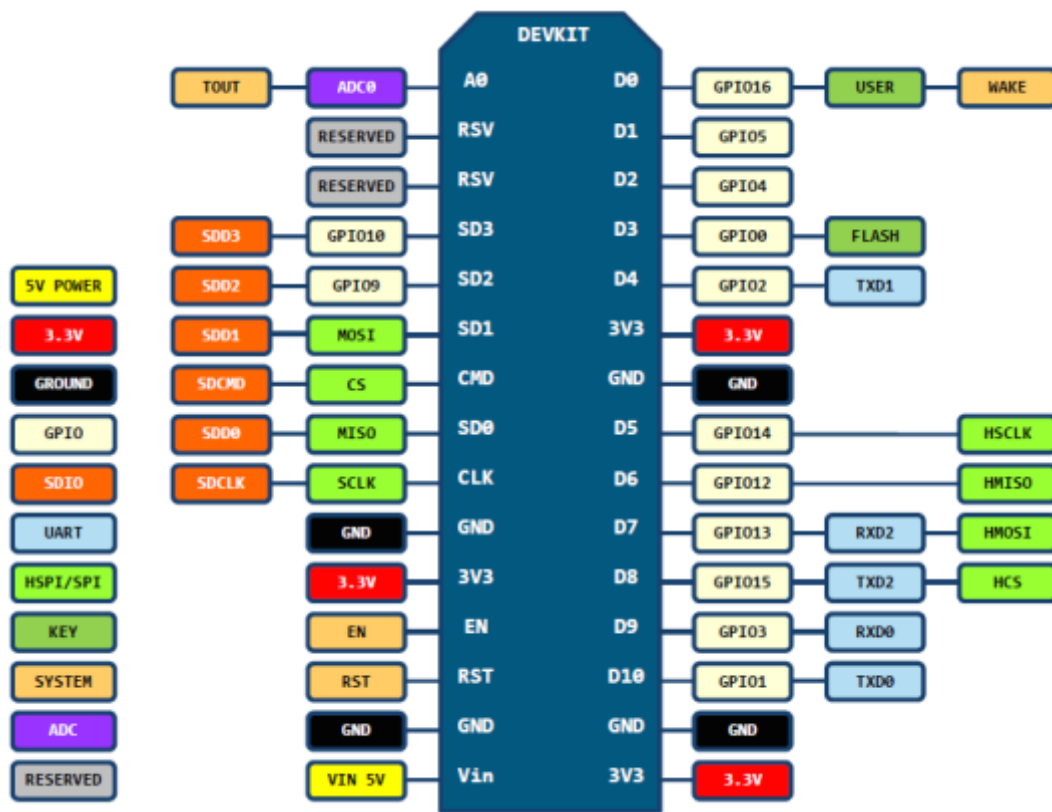 DEVKIT
TOUT ADC0 A0 D0 GPIO16 USER WAKE
RESERVED RSV D1 GPIO5
RESERVED RSV D2 GPIO4
SDD3 GPIO10 SD3 D3 GPIO0 FLASH
5V POWER SDD2 GPIO9 SD2 D4 GPIO2 TXD1
3.3V SDD1 MOSI SD1 3V3 3.3V
GROUND SDCMD CS CMD GND GND
GPIO SDD0 MISO SD0 D5 GPIO14 HSCLK
SDIO SDCLK SCLK CLK D6 GPIO12 HMISO
UART GND GND D7 GPIO13 RXD2 HMOSI
HSPI/SPI 3.3V 3V3 D8 GPIO15 TXD2 HCS
KEY EN EN D9 GPIO3 RXD0
SYSTEM RST RST D10 GPIO1 TXD0
ADC GND GND GND GND
RESERVED VIN 5V Vin 3V3 3.3V